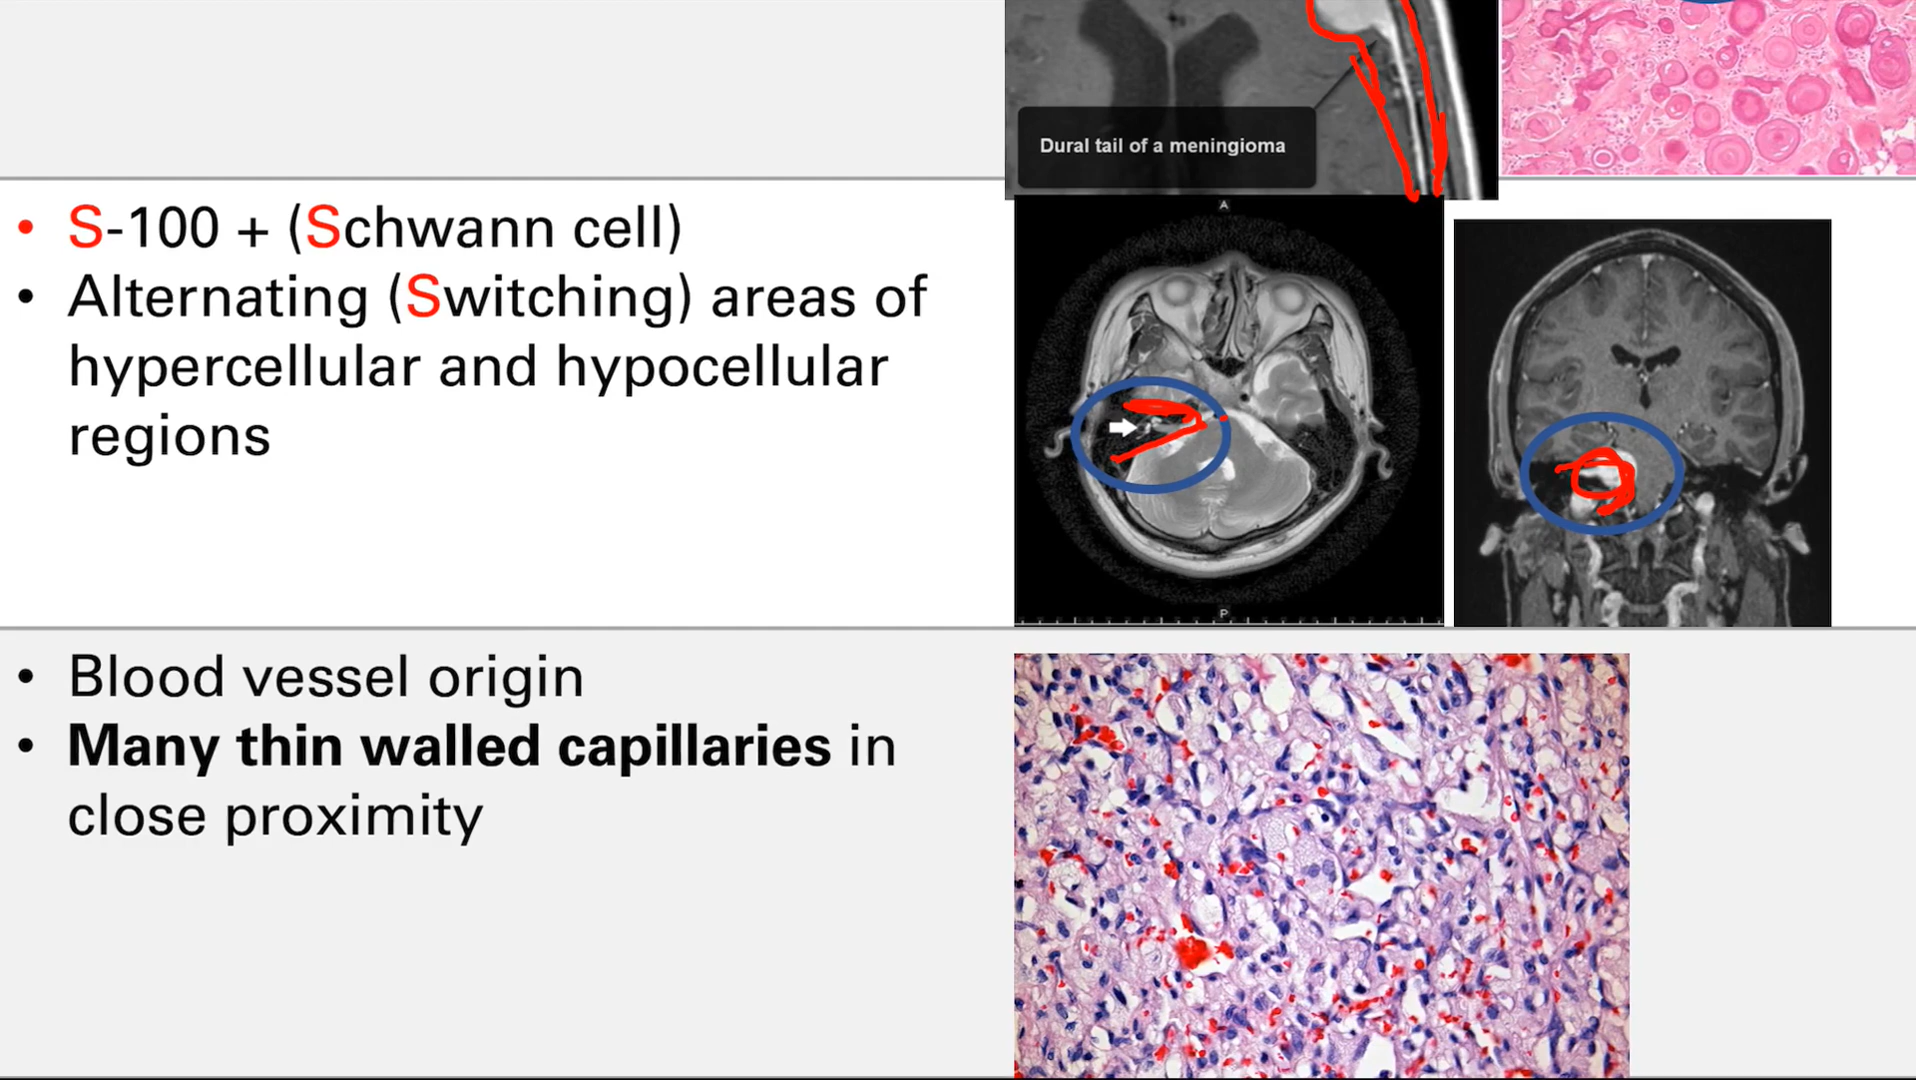 Dural tail of a meningioma
• S-100 + (Schwann cell)
• Alternating (Switching) areas of
hypercellular and hypocellular
regions
A
P
• Blood vessel origin
• Many thin walled capillaries in
close proximity